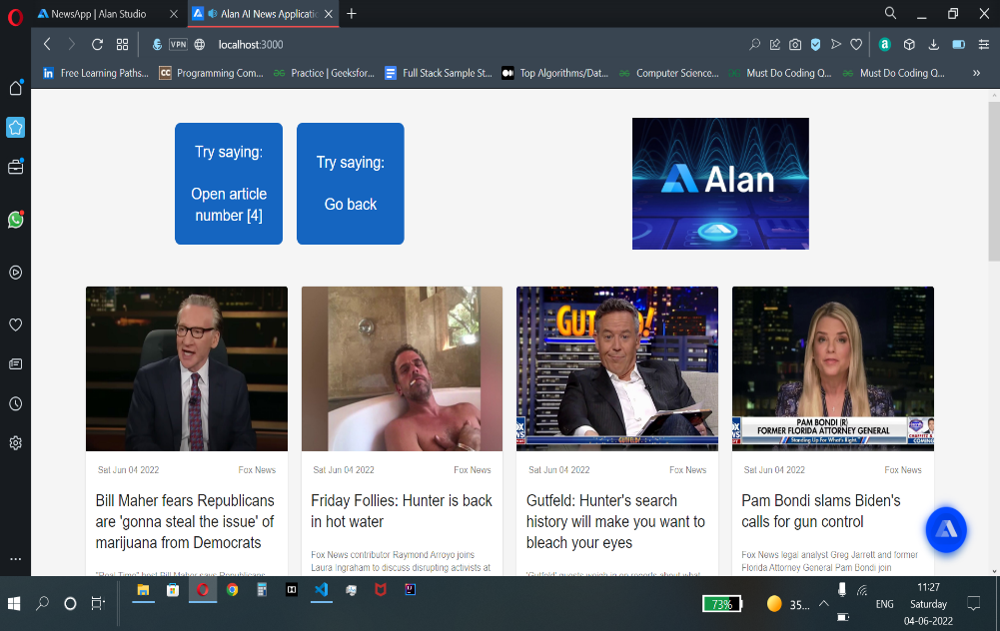 NewsApp | Alan Studio
Alan AI News Applicatio
VPN
localhost:3000
Free Learning Paths...
Programming Com...
Practice | Geeksfor...
Full Stack Sample St...
Top Algorithms/Dat...
Computer Science...
Must Do Coding Q...
Must Do Coding Q...
Try saying:
Open article
number [4]
Try saying:
Go back
Alan
GUTFELD!
PAM BONDI (R)
FORMER FLORIDA ATTORNEY GENERAL
Standing Up For What's Right.
Sat Jun 04 2022
Fox News
Bill Maher fears Republicans
are 'gonna steal the issue' of
marijuana from Democrats
"Real Time" host Bill Maher says Republicans
Sat Jun 04 2022
Fox News
Friday Follies: Hunter is back
in hot water
Fox News contributor Raymond Arroyo joins
Laura Ingraham to discuss disrupting activists at
Sat Jun 04 2022
Fox News
Gutfeld: Hunter's search
history will make you want to
bleach your eyes
'Gutfeld' guests weigh in on reports about what
Sat Jun 04 2022
Fox News
Pam Bondi slams Biden's
calls for gun control
Fox News legal analyst Greg Jarrett and former
Florida Attorney General Pam Bondi join
73%
35...
ENG
11:27
Saturday
04-06-2022